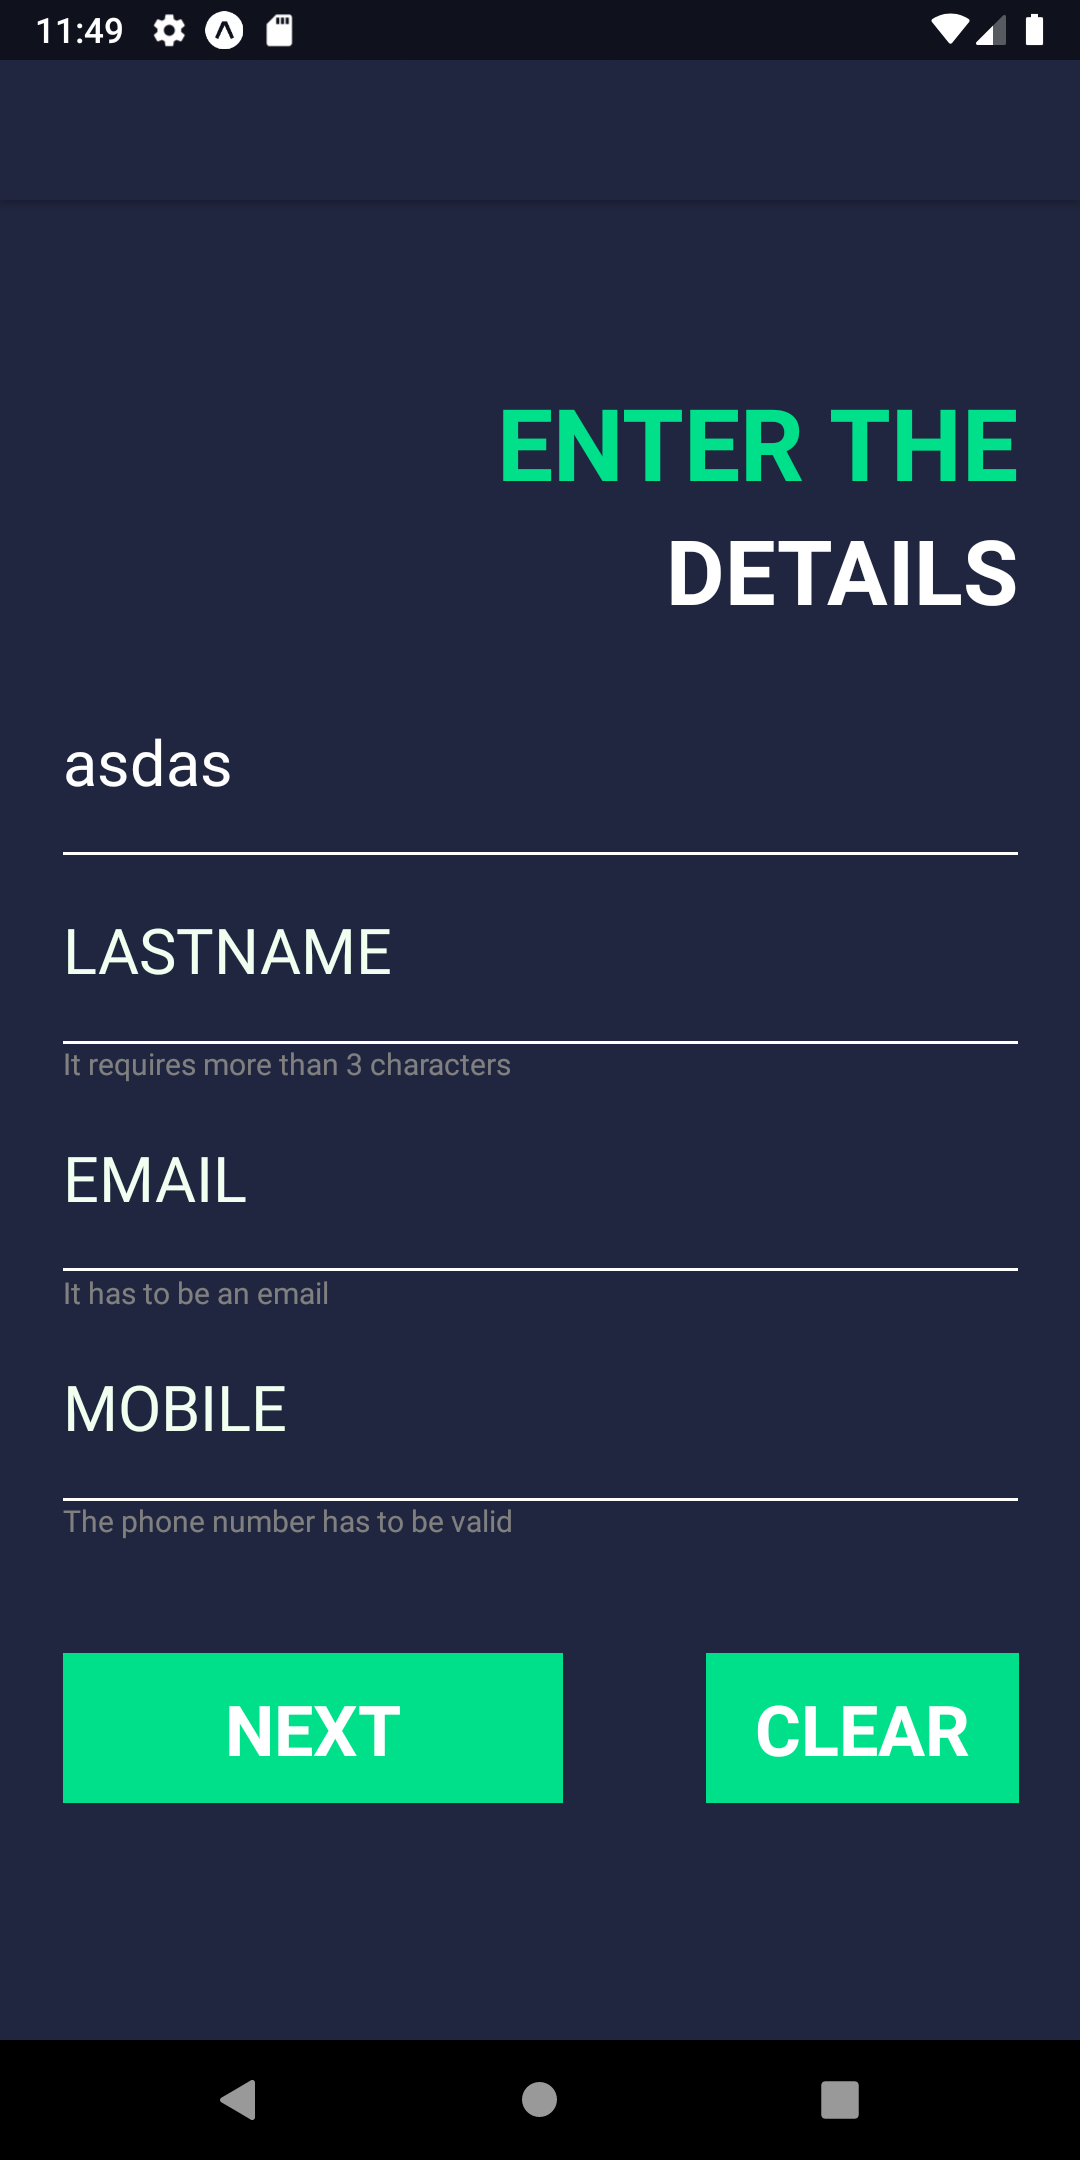 11:49
ENTER THE
DETAILS
asdas
LASTNAME
It requires more than 3 characters
EMAIL
It has to be an email
MOBILE
The phone number has to be valid
NEXT CLEAR